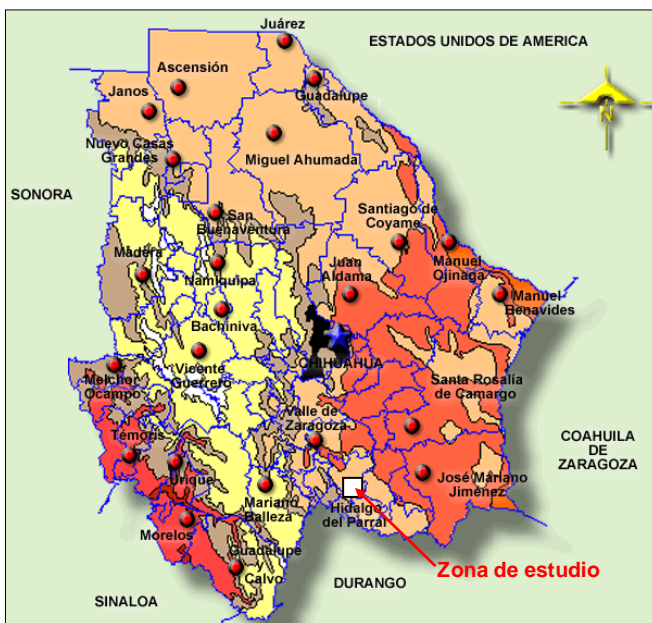 Juárez
ESTADOS UNIDOS DE AMERICA
Ascensión
Janos
Guadalupe
N
Nuevo Casas
Grandes
Miguel Ahumada
SONORA
San
Buenaventura
Santiago de
Coyame
Madera
Namiquipa
Juan
Aldama
Manuel
Ojinaga
Manuel
Benavides
Bachiniva
CHIHUAHUA
Vicente
Guerrero
Melchor
Ocampo
Santa Rosalía
de Camargo
Valle de
Zaragoza
Témoris
COAHUILA
DE
ZARAGOZA
Urique
Mariano
Balleza
José Mariano
Jiménez
Hidalgo
del Parral
Morelos
Guadalupe
Calvo
Zona de estudio
DURANGO
SINALOA